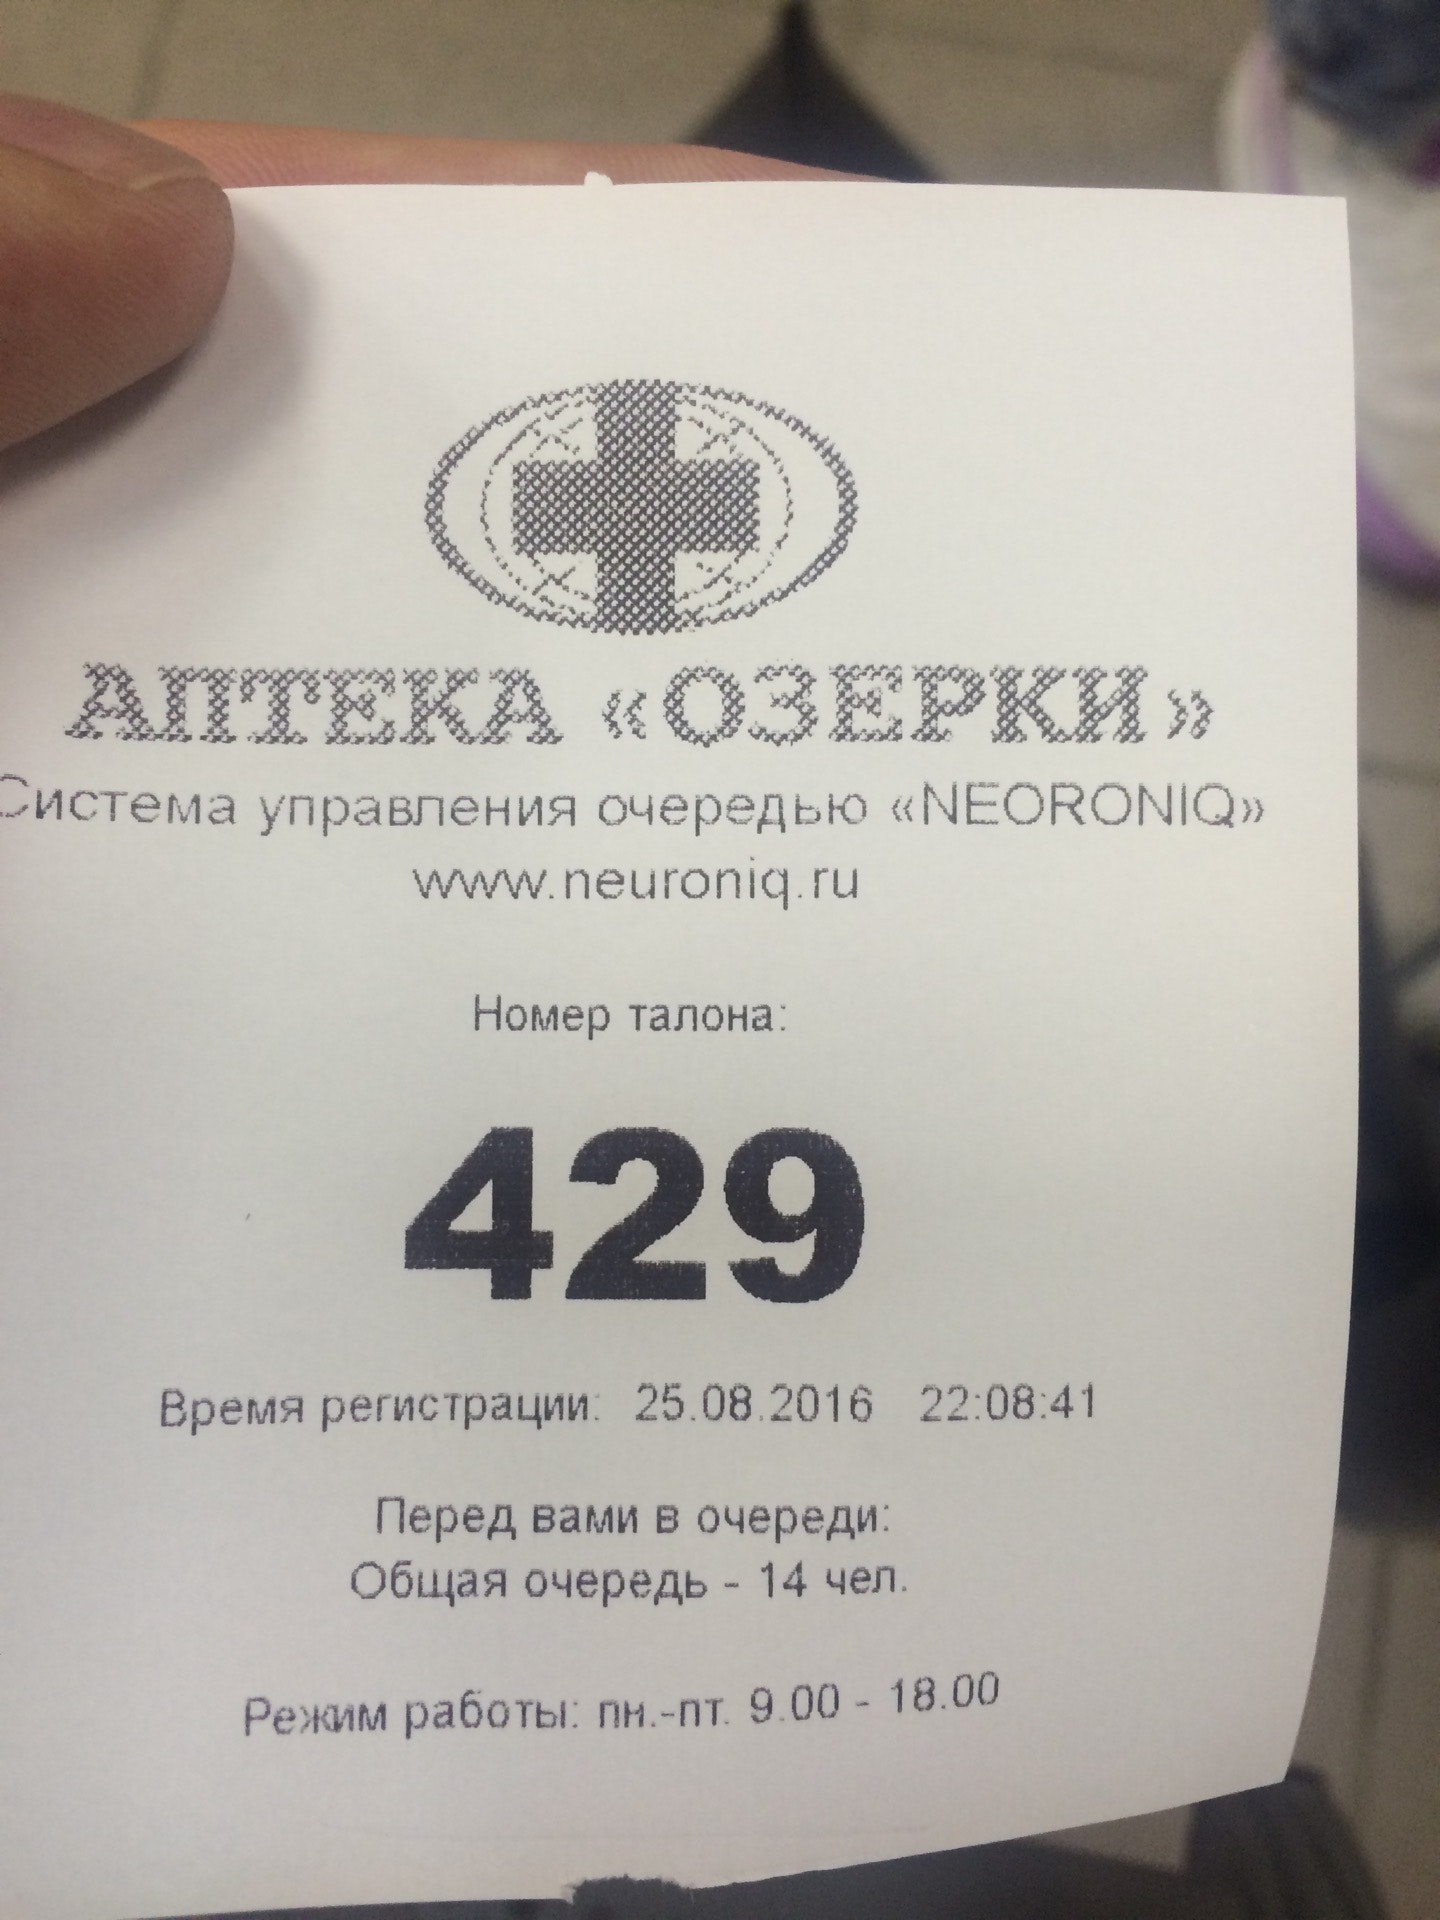 АПТЕКА «ОЗЕРКИ»
Система управления очередью «NEORONIQ»
www.neuroniq.ru
Номер талона:
429
Время регистрации: 25.08.2016 22:08:41
Перед вами в очереди:
Общая очередь - 14 чел.
Режим работы: пн.-пт. 9.00 - 18.00